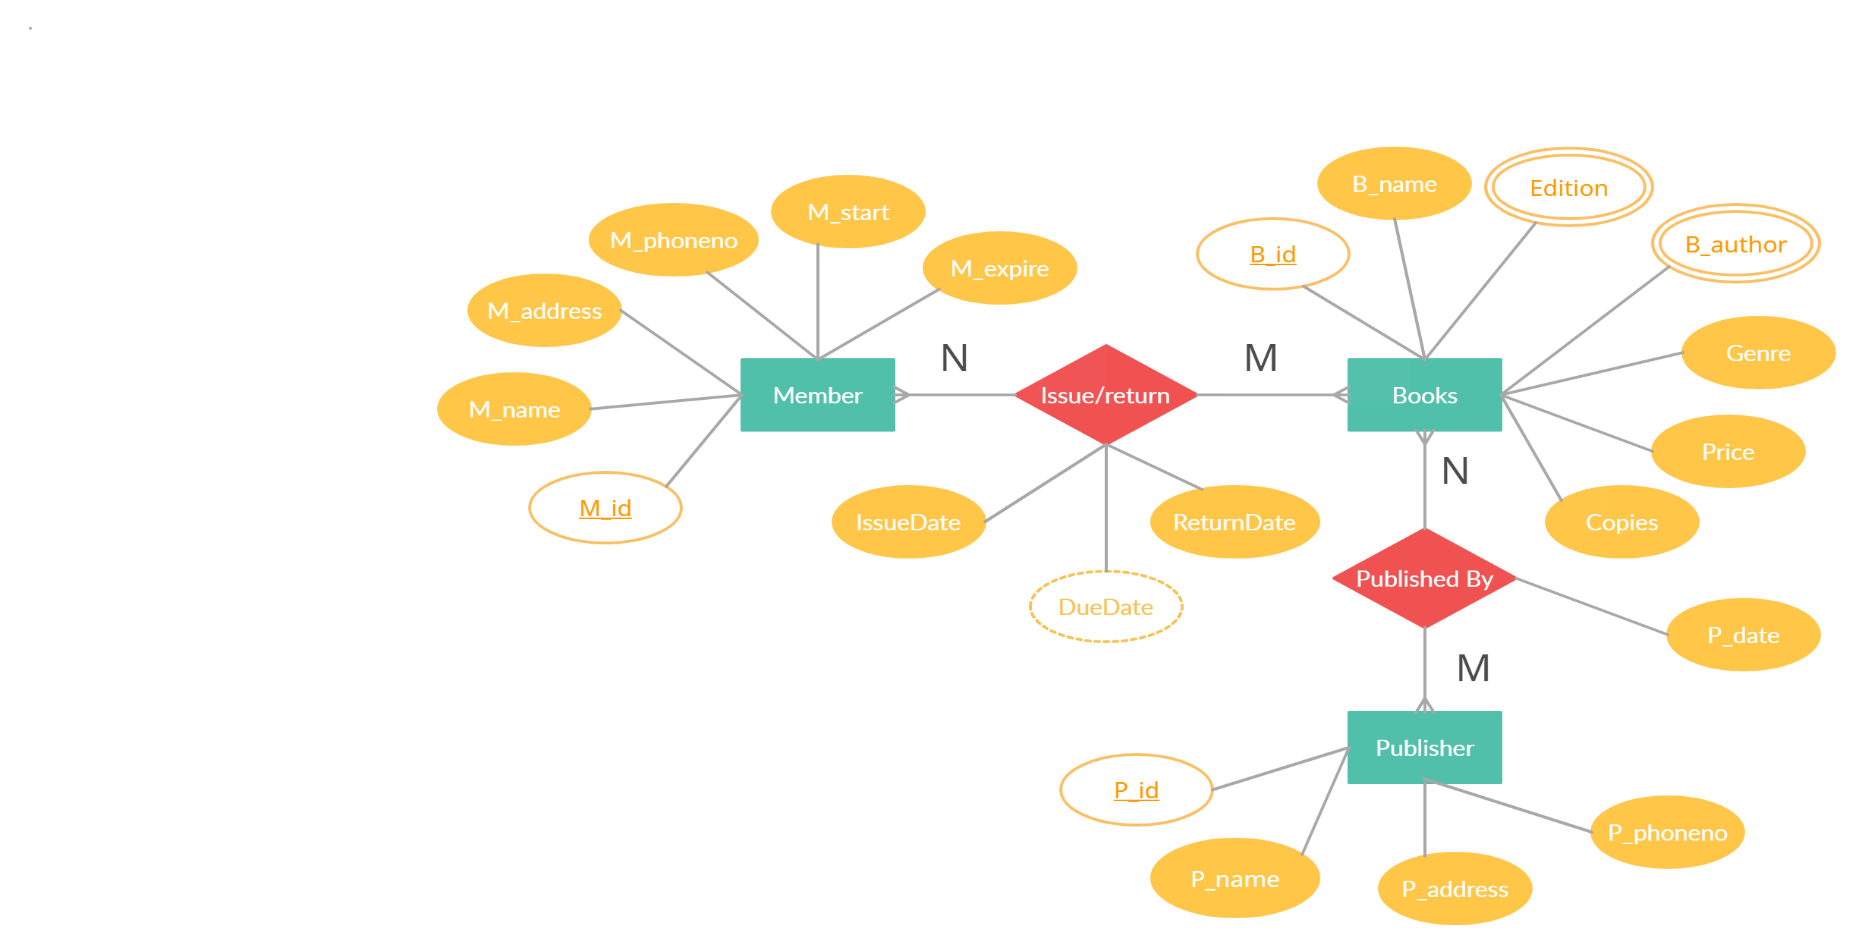 B_name
Edition
M_start
M_phoneno
B_author
B_id
M_expire
M_address
Genre
N
M
Member
Issue/return
Books
M_name
Price
N
M_id
IssueDate
ReturnDate
Copies
Published By
DueDate
P_date
M
Publisher
P_id
P_phoneno
P_name
P_address